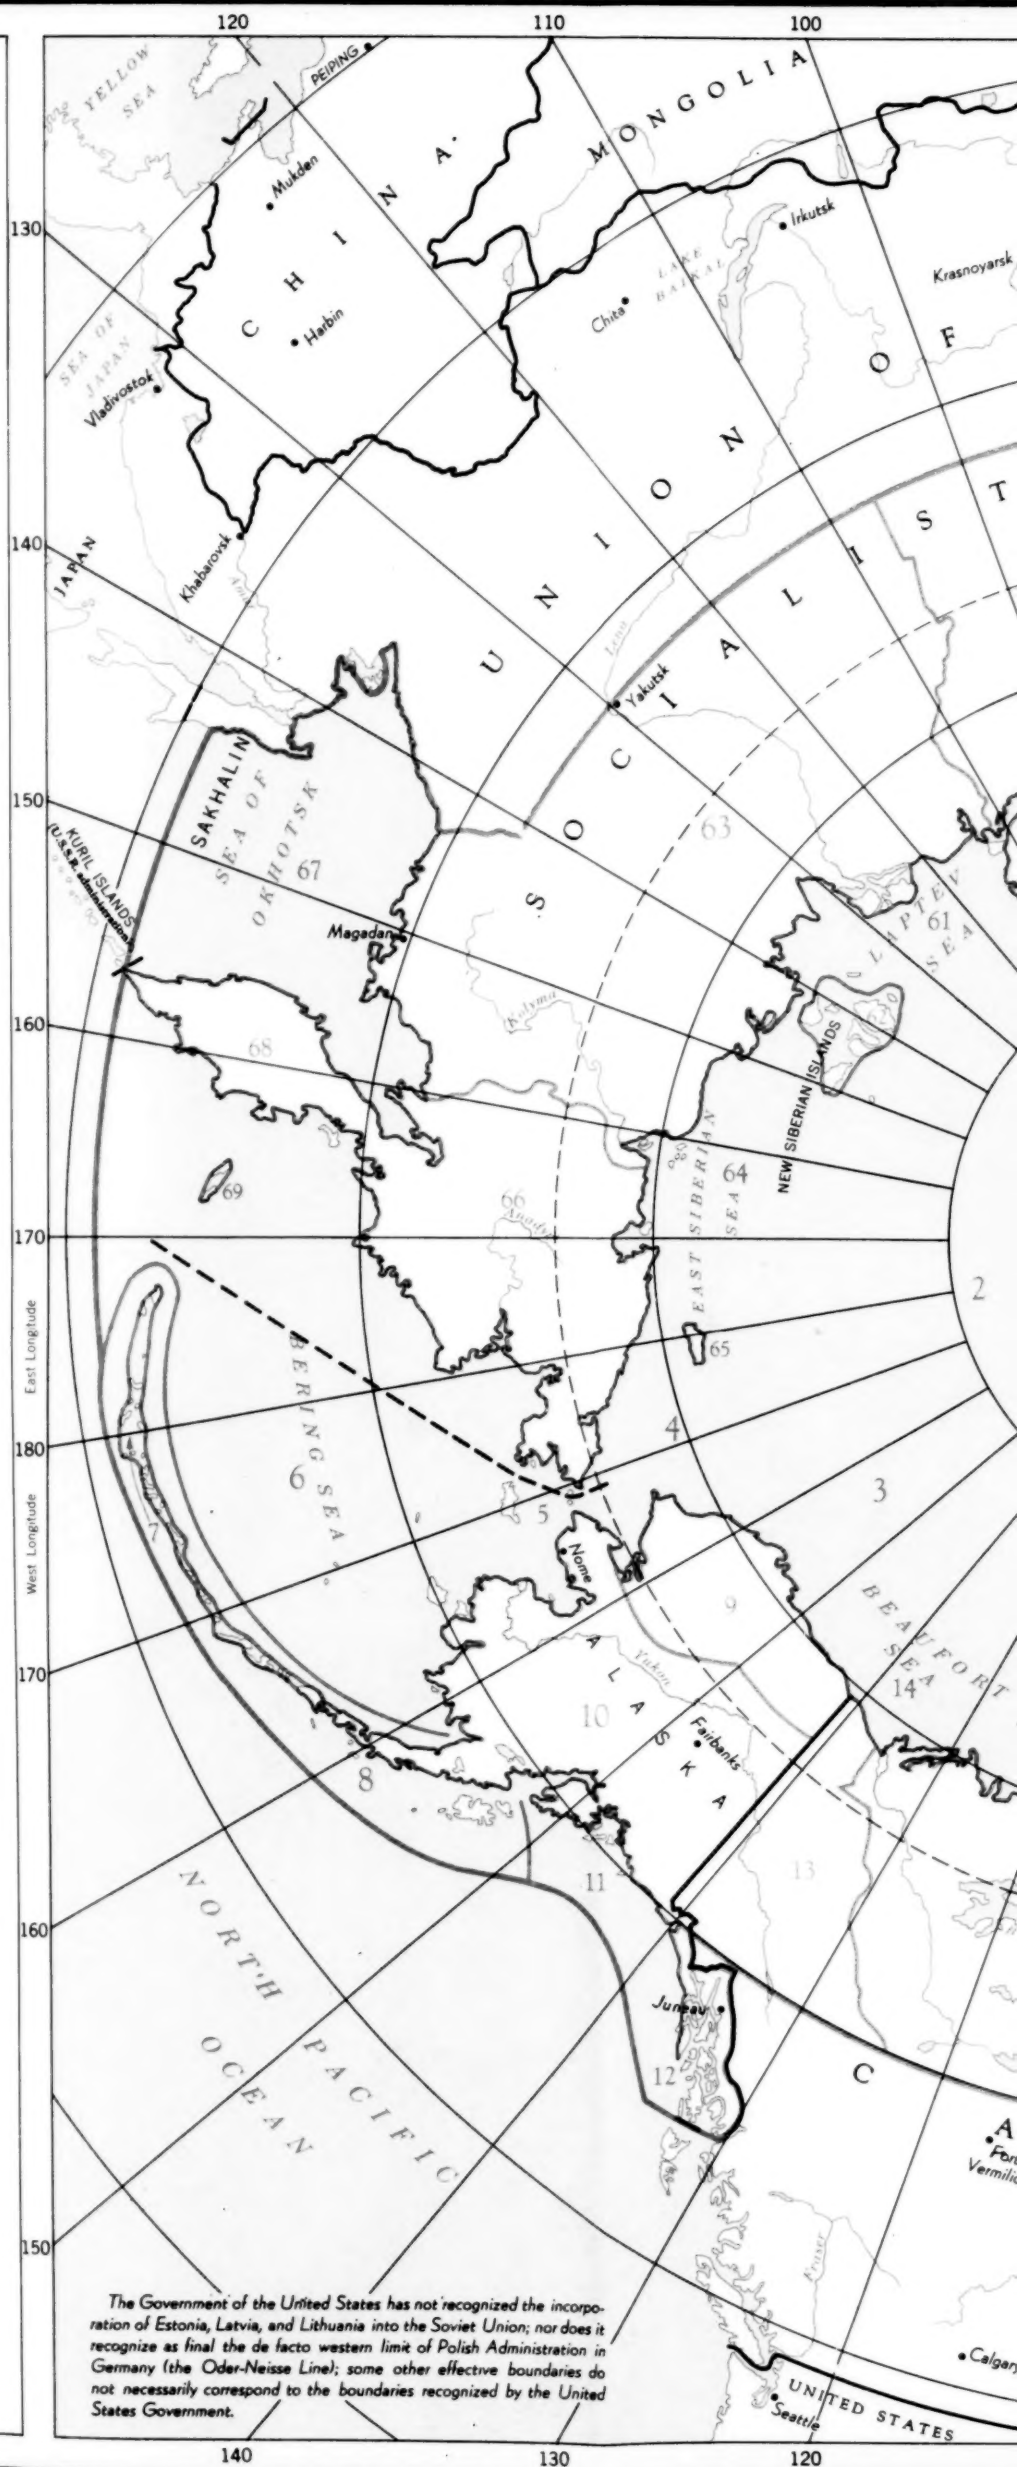 120
110
100
YELLOW
SEA
PEIPING
MONGOLIA
Mukden
CHINA
130
Irkutsk
LAKE
BAIKAL
Krasnoyarsk
Chita
Harbin
SEA OF
JAPAN
Vladivostok
UNION OF
SOCIALIST
140
JAPAN
Khabarovsk
Amur
Lena
Yakutsk
150
SAKHALIN
SEA OF
OKHOTSK
67
63
KURIL ISLANDS
(U.S.S.R. administration)
Magadan
LAPTEV
SEA
61
Kolyma
160
68
NEW SIBERIAN ISLANDS
EAST SIBERIAN
SEA
64
69
66
Anadyr
170
2
East Longitude
West Longitude
BERING SEA
65
180
4
6
3
5
7
Nome
9
BEAUFORT
SEA
14
170
ALASKA
Yukon
10
Fairbanks
8
11
13
160
NORTH PACIFIC
OCEAN
Juneau
12
C
A
Fort
Vermilio
150
Fraser
The Government of the United States has not recognized the incorpo-
ration of Estonia, Latvia, and Lithuania into the Soviet Union; nor does it
recognize as final the de facto western limit of Polish Administration in
Germany (the Oder-Neisse Line); some other effective boundaries do
not necessarily correspond to the boundaries recognized by the United
States Government.
Calgary
UNITED STATES
Seattle
140
130
120